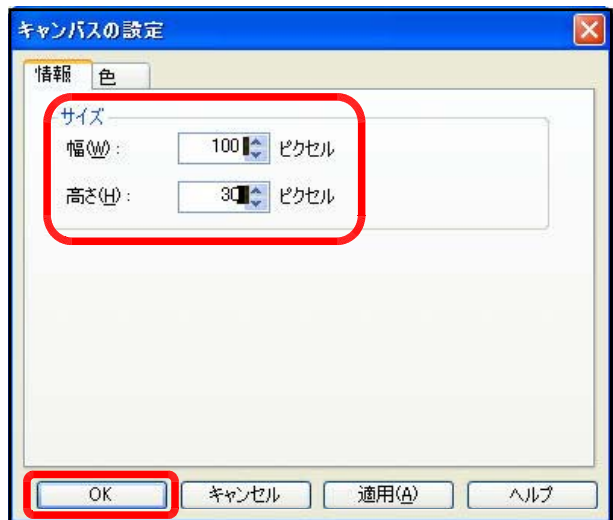 キャンバスの設定
情報 色
サイズ
幅(W): 100 ピクセル
高さ(H): 30 ピクセル
OK キャンセル 適用(A) ヘルプ